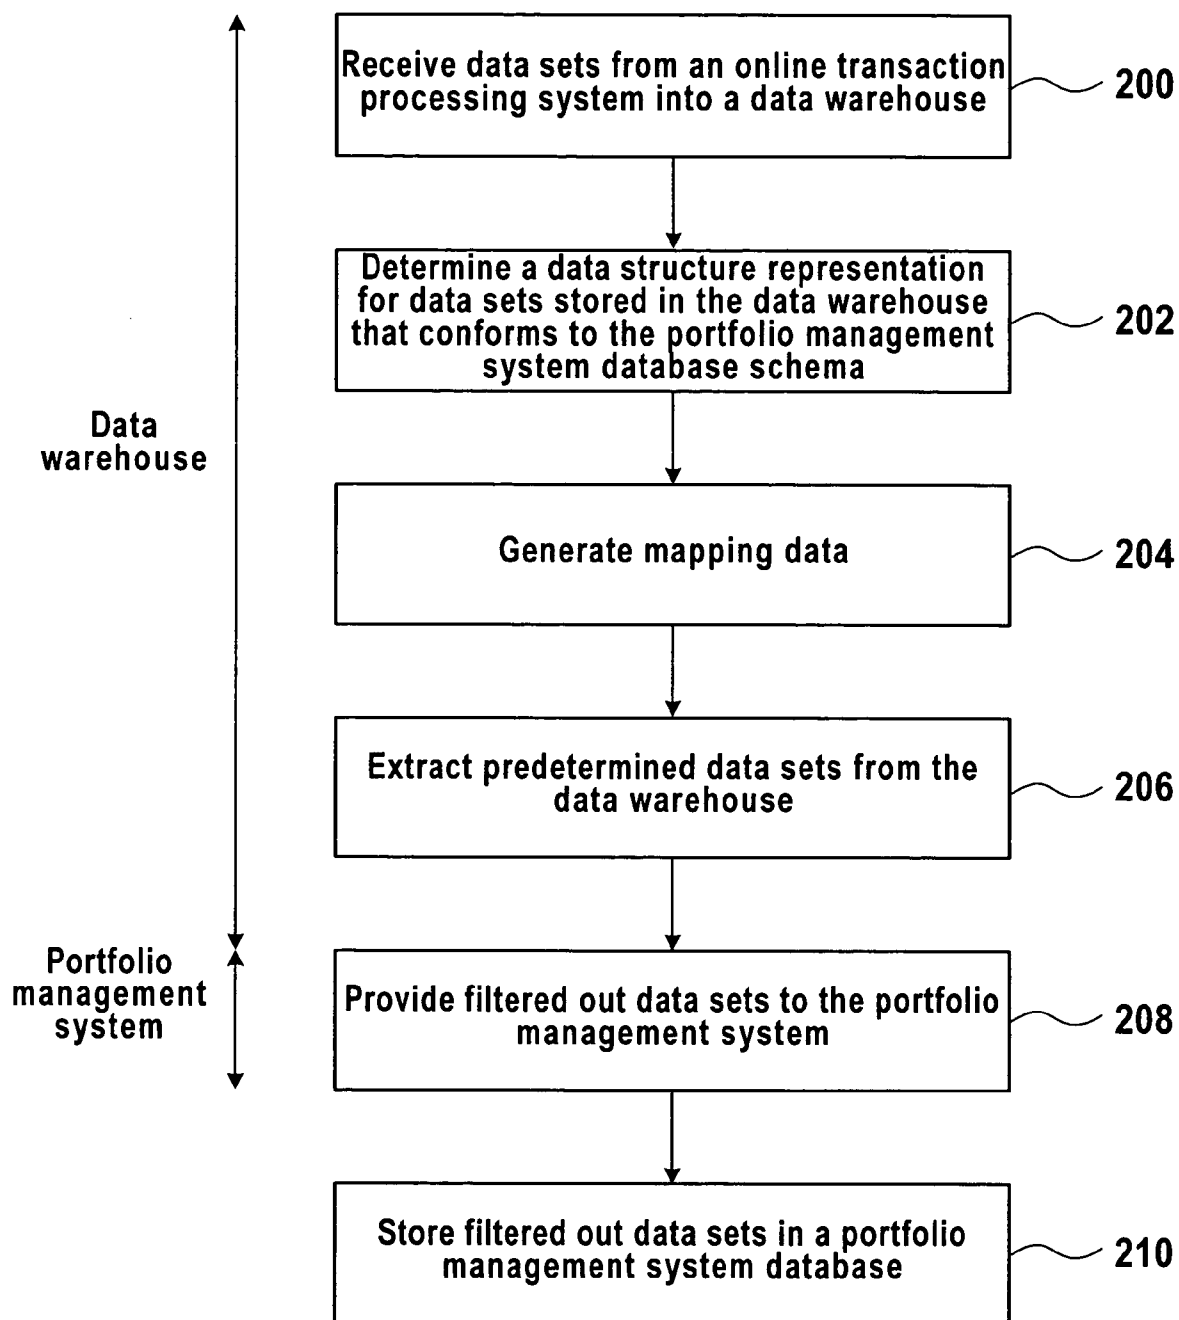 Receive data sets from an online transaction
processing system into a data warehouse
200
Determine a data structure representation
for data sets stored in the data warehouse
that conforms to the portfolio management
system database schema
202
Data
warehouse
Generate mapping data
204
Extract predetermined data sets from the
data warehouse
206
Portfolio
management
system
Provide filtered out data sets to the portfolio
management system
208
Store filtered out data sets in a portfolio
management system database
210